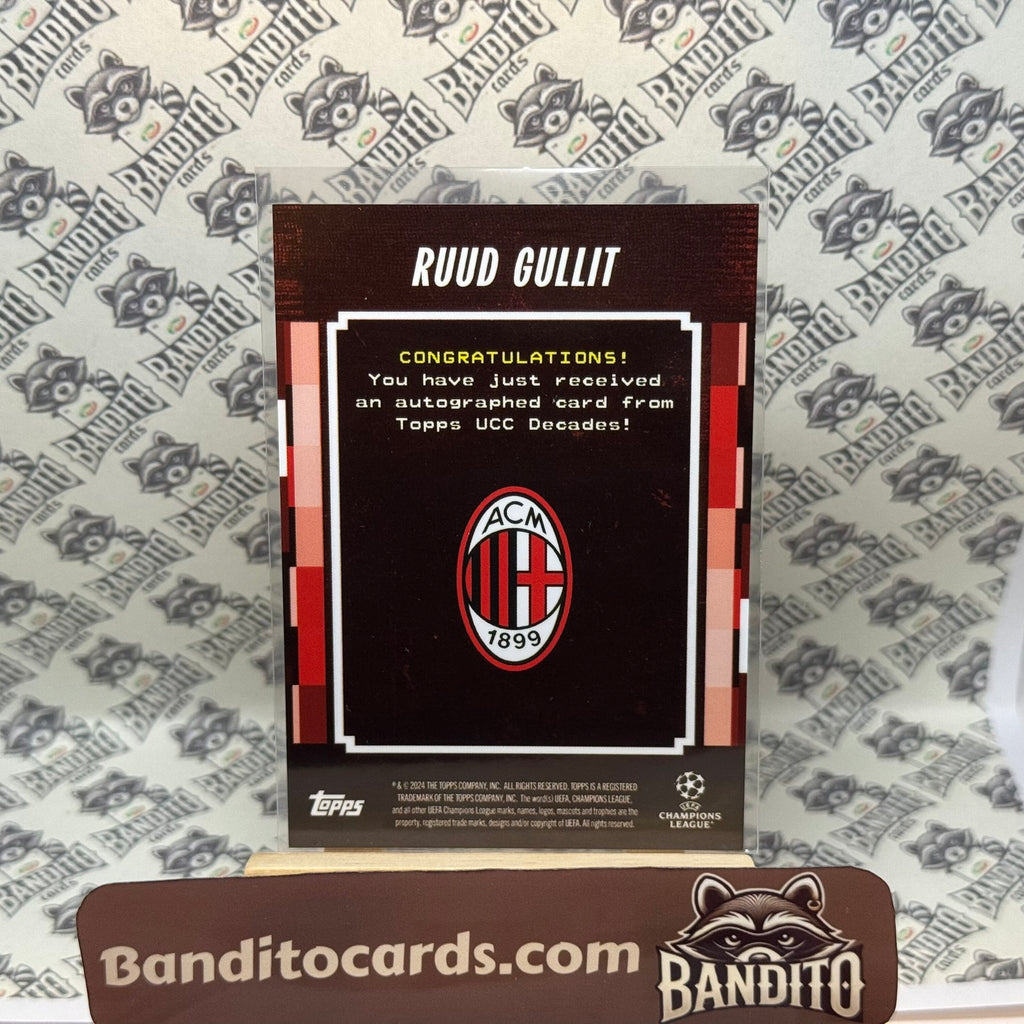 RUUD GULLIT
CONGRATULATIONS!
You have just received
an autographed card from
Topps UCC Decades!
ACM
1899
topps
® & © 2024 THE TOPPS COMPANY, INC. ALL RIGHTS RESERVED. TOPPS IS A REGISTERED
TRADEMARK OF THE TOPPS COMPANY, INC. The word(s) UEFA, CHAMPIONS LEAGUE,
and all other UEFA Champions League marks, names, logos, mascots and trophies are the
property, registered trade marks, designs and/or copyright of UEFA. All rights reserved.
UEFA
CHAMPIONS
LEAGUE®
Banditocards.com
BANDITO
BANDITO
cards